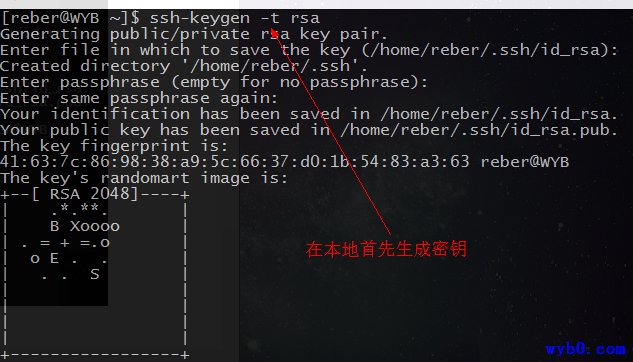 [reber@WYB ~]$ ssh-keygen -t rsa
Generating public/private rsa key pair.
Enter file in which to save the key (/home/reber/.ssh/id_rsa):
Created directory '/home/reber/.ssh'.
Enter passphrase (empty for no passphrase):
Enter same passphrase again:
Your identification has been saved in /home/reber/.ssh/id_rsa.
Your public key has been saved in /home/reber/.ssh/id_rsa.pub.
The key fingerprint is:
41:63:7c:86:98:38:a9:5c:66:37:d0:1b:54:83:a3:63 reber@WYB
The key's randomart image is:
+--[ RSA 2048]----+
|     .*.**.      |
|     B Xoooo     |
|  . = + =.o      |
|   o E .  .      |
|    . .   S      |
|                 |
|                 |
|                 |
|                 |
+-----------------+
在本地首先生成密钥
wyb0.com